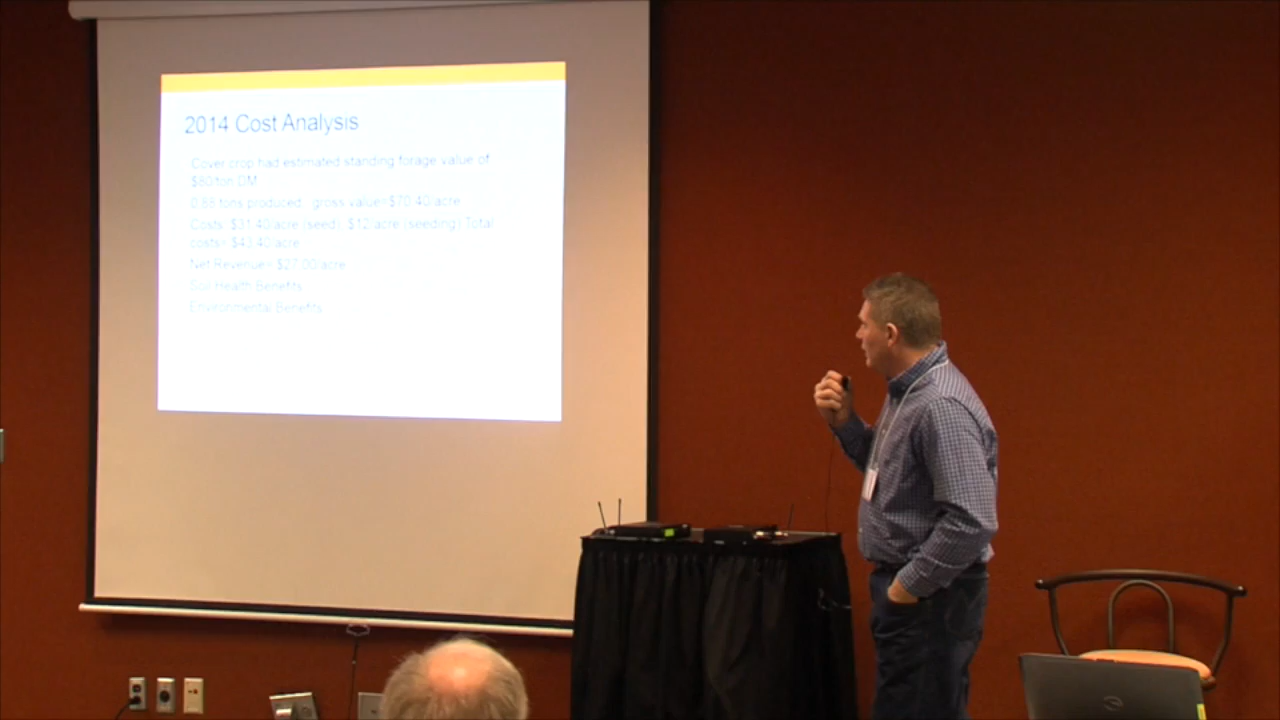 2014 Cost Analysis
Cover crop had estimated standing forage value of
$80/ton DM
0.88 tons produced: gross value= $70.40/acre
Costs: $31.40/acre (seed), $12/acre (seeding) Total
costs= $43.40/acre
Net Revenue= $27.00/acre
Soil Health Benefits
Environmental Benefits